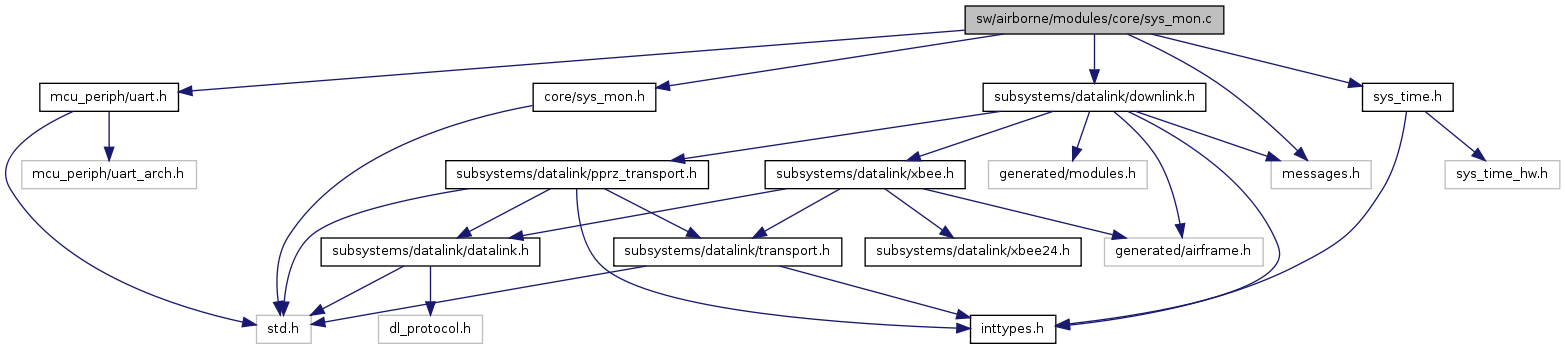 sw/airborne/modules/core/sys_mon.c
mcu_periph/uart.h
core/sys_mon.h
subsystems/datalink/downlink.h
sys_time.h
mcu_periph/uart_arch.h
subsystems/datalink/pprz_transport.h
subsystems/datalink/xbee.h
generated/modules.h
messages.h
sys_time_hw.h
subsystems/datalink/datalink.h
subsystems/datalink/transport.h
subsystems/datalink/xbee24.h
generated/airframe.h
std.h
dl_protocol.h
inttypes.h